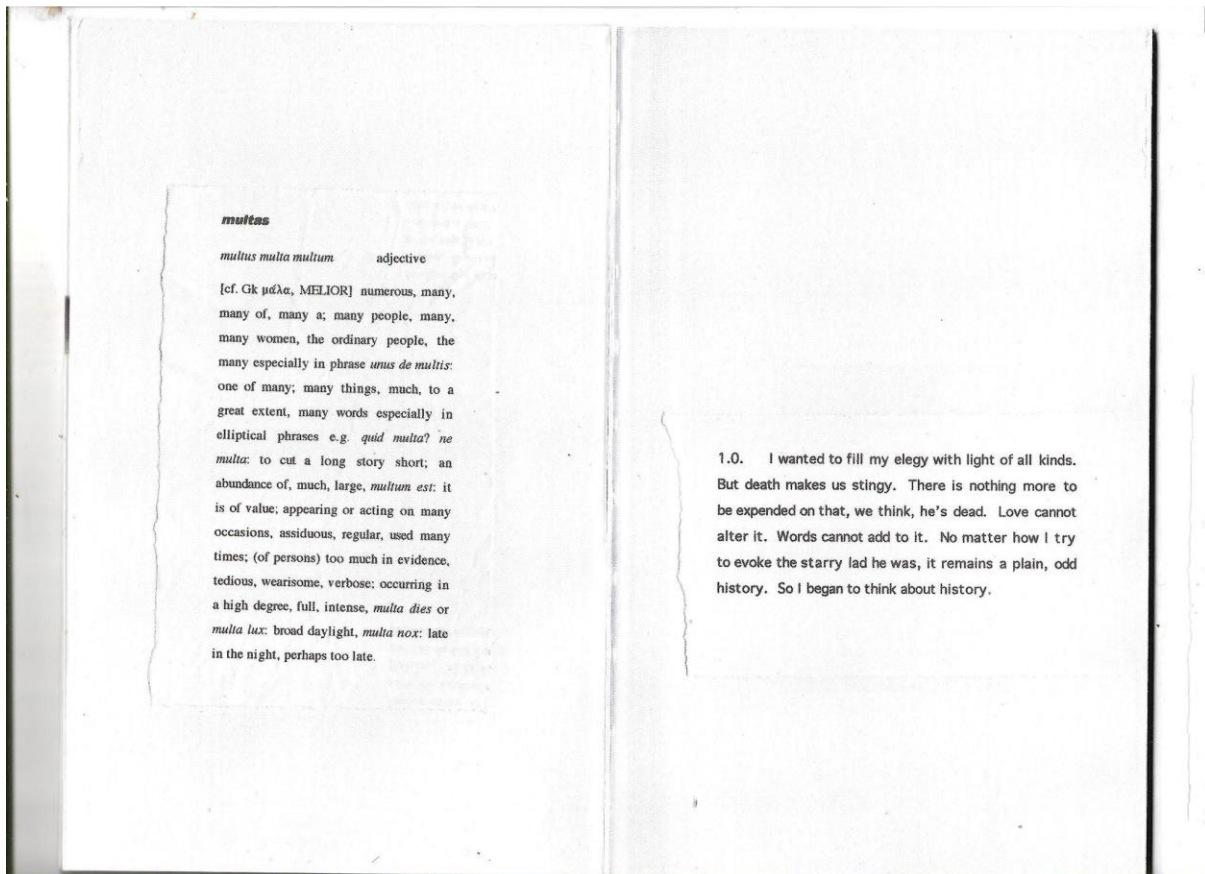 multas
multus multa multum adjective
[cf. Gk μάλα, MELIOR] numerous, many,
many of, many a; many people, many,
many women, the ordinary people, the
many especially in phrase unus de multis:
one of many; many things, much, to a
great extent, many words especially in
elliptical phrases e.g. quid multa? ne
multa: to cut a long story short; an
abundance of, much, large, multum est: it
is of value; appearing or acting on many
occasions, assiduous, regular, used many
times; (of persons) too much in evidence,
tedious, wearisome, verbose; occurring in
a high degree, full, intense, multa dies or
multa lux: broad daylight, multa nox: late
in the night, perhaps too late.
1.0. I wanted to fill my elegy with light of all kinds.
But death makes us stingy. There is nothing more to
be expended on that, we think, he's dead. Love cannot
alter it. Words cannot add to it. No matter how I try
to evoke the starry lad he was, it remains a plain, odd
history. So I began to think about history.